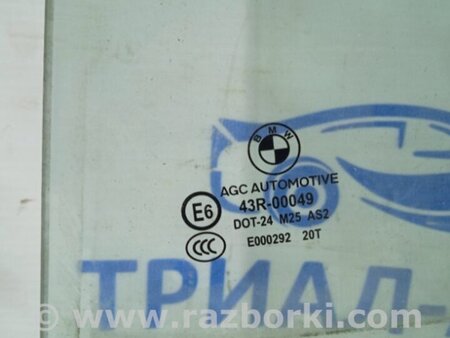 BMW
AGC AUTOMOTIVE
E6 43R-00049
DOT-24 M25 AS2
CCC E000292 20T
ТРИАЛ-
© www.razborki.com